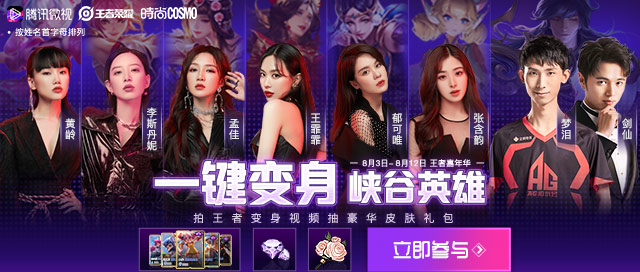 腾讯微视 王者荣耀 時尚COSMO
按姓名首字母排列
黄龄
李斯丹妮
孟佳
王霏霏
郁可唯
张含韵
梦泪
剑仙
AG
8月3日-8月12日 王者嘉年华
一键变身 峡谷英雄
拍王者变身视频抽豪华皮肤礼包
立即参与